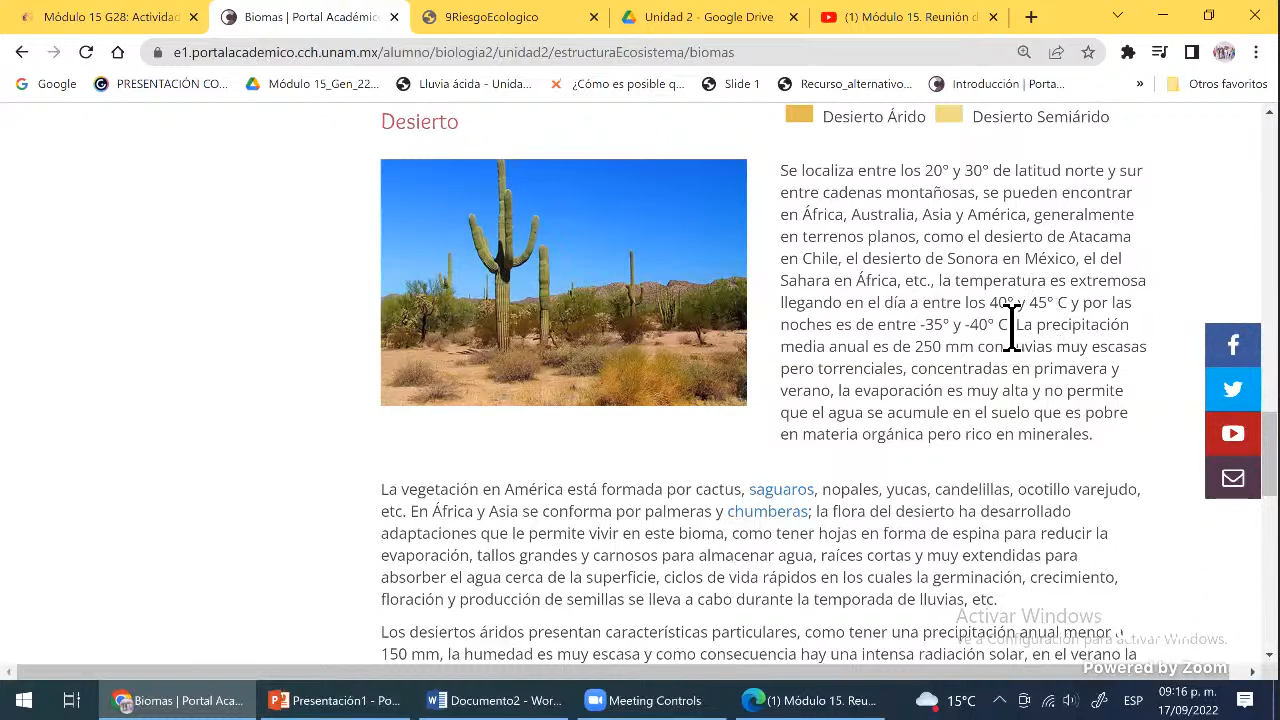 Módulo 15 G28: Actividad
Biomas | Portal Académic
9RiesgoEcologico
Unidad 2 - Google Drive
(1) Módulo 15. Reunión d
e1.portalacademico.cch.unam.mx/alumno/biologia2/unidad2/estructuraEcosistema/biomas
Google
PRESENTACIÓN CO...
Módulo 15_Gen_22...
Lluvia ácida - Unida...
¿Cómo es posible q...
Slide 1
Recurso_alternativo...
Introducción | Porta...
»
Otros favoritos
Desierto
Desierto Árido
Desierto Semiárido
Se localiza entre los 20° y 30° de latitud norte y sur
entre cadenas montañosas, se pueden encontrar
en África, Australia, Asia y América, generalmente
en terrenos planos, como el desierto de Atacama
en Chile, el desierto de Sonora en México, el del
Sahara en África, etc., la temperatura es extremosa
llegando en el día a entre los 40° y 45° C y por las
noches es de entre -35° y -40° C. La precipitación
media anual es de 250 mm con lluvias muy escasas
pero torrenciales, concentradas en primavera y
verano, la evaporación es muy alta y no permite
que el agua se acumule en el suelo que es pobre
en materia orgánica pero rico en minerales.
La vegetación en América está formada por cactus, saguaros, nopales, yucas, candelillas, ocotillo varejudo,
etc. En África y Asia se conforma por palmeras y chumberas; la flora del desierto ha desarrollado
adaptaciones que le permite vivir en este bioma, como tener hojas en forma de espina para reducir la
evaporación, tallos grandes y carnosos para almacenar agua, raíces cortas y muy extendidas para
absorber el agua cerca de la superficie, ciclos de vida rápidos en los cuales la germinación, crecimiento,
floración y producción de semillas se lleva a cabo durante la temporada de lluvias, etc.
Activar Windows
Los desiertos áridos presentan características particulares, como tener una precipitación anual menor
Ve a Configuración para activar Windows.
150 mm, la humedad es muy escasa y como consecuencia hay una intensa radiación solar, en el verano la
Powered by Zoom
Biomas | Portal Aca...
Presentación1 - Po...
Documento2 - Wor...
Meeting Controls
(1) Módulo 15. Reu...
15°C
ESP
09:16 p. m.
17/09/2022